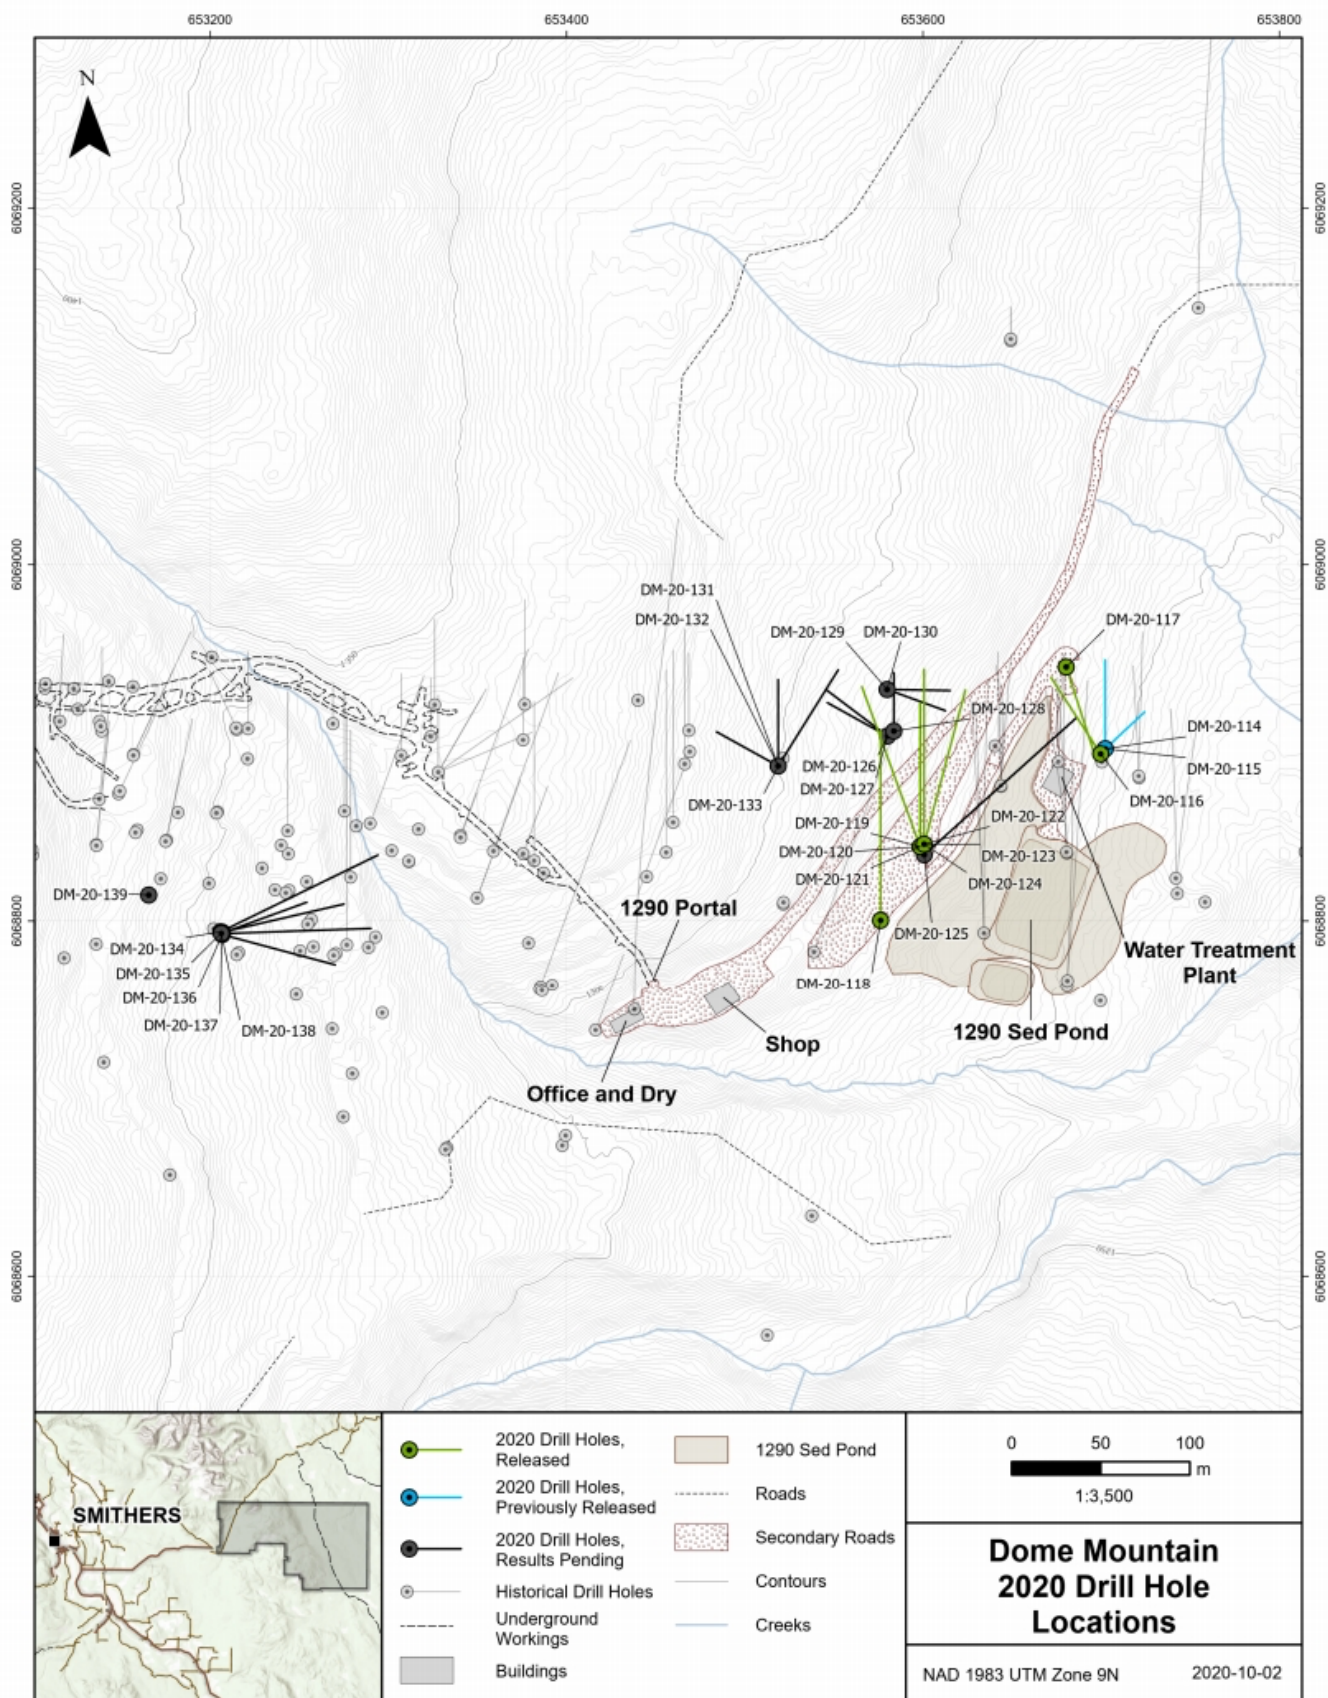 653200
653400
653600
653800
N
6069200
6069200
1400
6069000
6069000
DM-20-131
DM-20-132
DM-20-129
DM-20-130
DM-20-117
1350
DM-20-128
DM-20-114
DM-20-126
DM-20-115
DM-20-127
DM-20-133
DM-20-116
DM-20-119
DM-20-122
DM-20-120
DM-20-123
DM-20-121
DM-20-124
DM-20-139
1290 Portal
6068800
6068800
DM-20-125
DM-20-134
Water Treatment
Plant
DM-20-135
DM-20-118
DM-20-136
1300
DM-20-137
DM-20-138
1290 Sed Pond
Shop
Office and Dry
6068600
6068600
SMITHERS
2020 Drill Holes,
Released
2020 Drill Holes,
Previously Released
2020 Drill Holes,
Results Pending
Historical Drill Holes
Underground
Workings
Buildings
1290 Sed Pond
Roads
Secondary Roads
Contours
Creeks
0 50 100
m
1:3,500
Dome Mountain
2020 Drill Hole
Locations
NAD 1983 UTM Zone 9N 2020-10-02